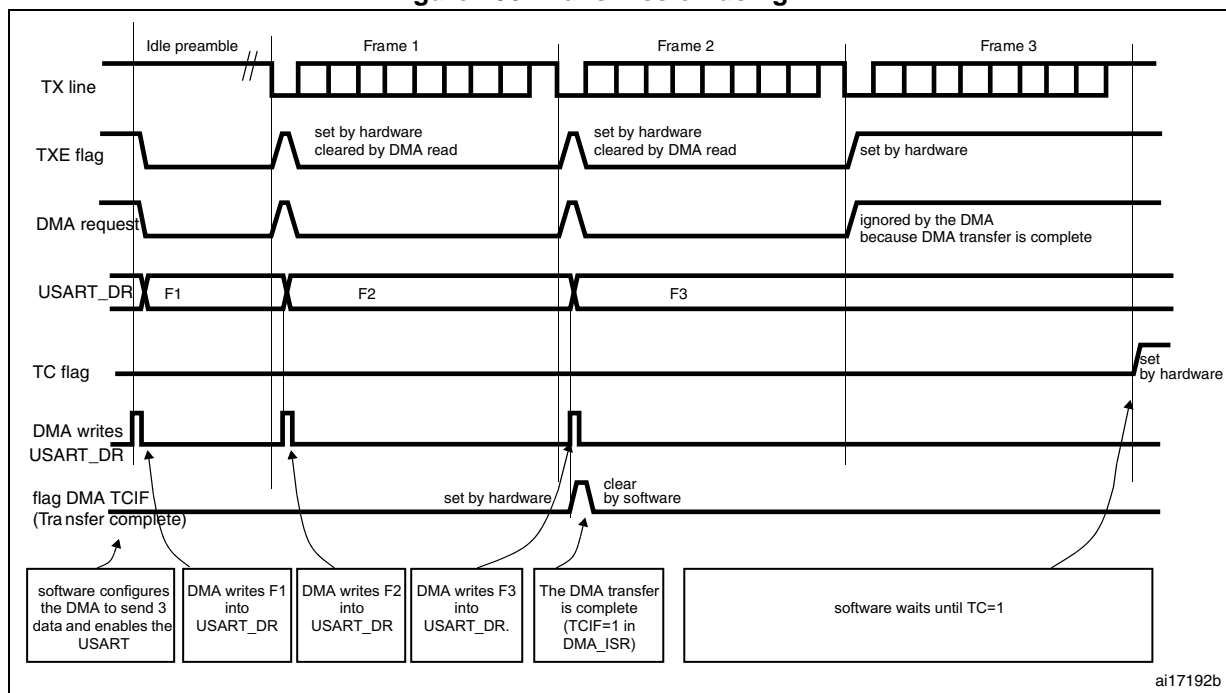 Idle preamble
Frame 1
Frame 2
Frame 3
TX line
TXE flag
set by hardware
cleared by DMA read
set by hardware
cleared by DMA read
set by hardware
DMA request
ignored by the DMA
because DMA transfer is complete
USART_DR
F1
F2
F3
TC flag
set
by hardware
DMA writes
USART_DR
flag DMA TCIF
(Transfer complete)
set by hardware
clear
by software
software configures
the DMA to send 3
data and enables the
USART
DMA writes F1
into
USART_DR
DMA writes F2
into
USART_DR
DMA writes F3
into
USART_DR.
The DMA transfer
is complete
(TCIF=1 in
DMA_ISR)
software waits until TC=1
ai17192b